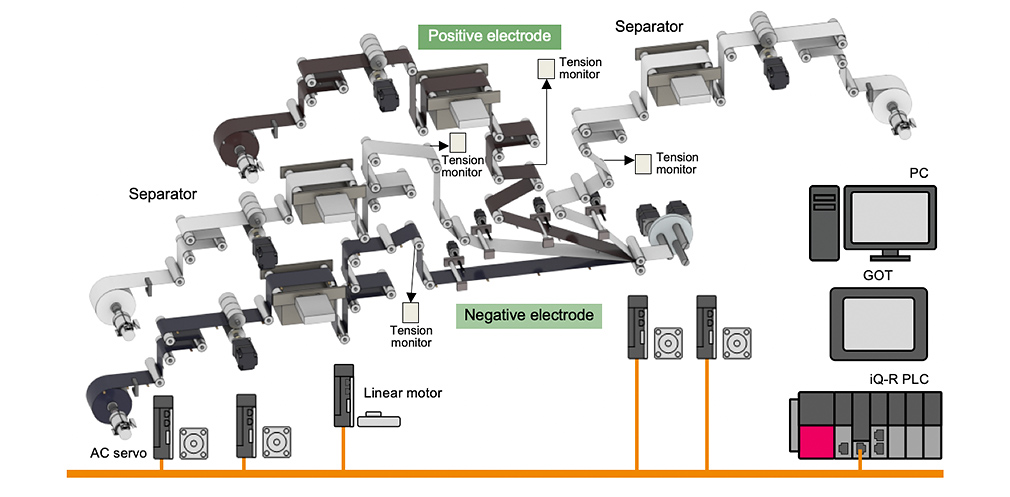 Positive electrode
Separator
Tension
monitor
Tension
monitor
Tension
monitor
Separator
PC
GOT
Negative electrode
Tension
monitor
iQ-R PLC
Linear motor
AC servo